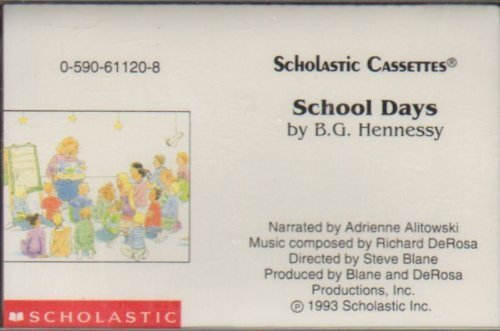 0-590-61120-8
Scholastic Cassettes®
School Days
by B.G. Hennessy
Narrated by Adrienne Alitowski
Music composed by Richard DeRosa
Directed by Steve Blane
Produced by Blane and DeRosa
Productions, Inc.
℗ 1993 Scholastic Inc.
SCHOLASTIC